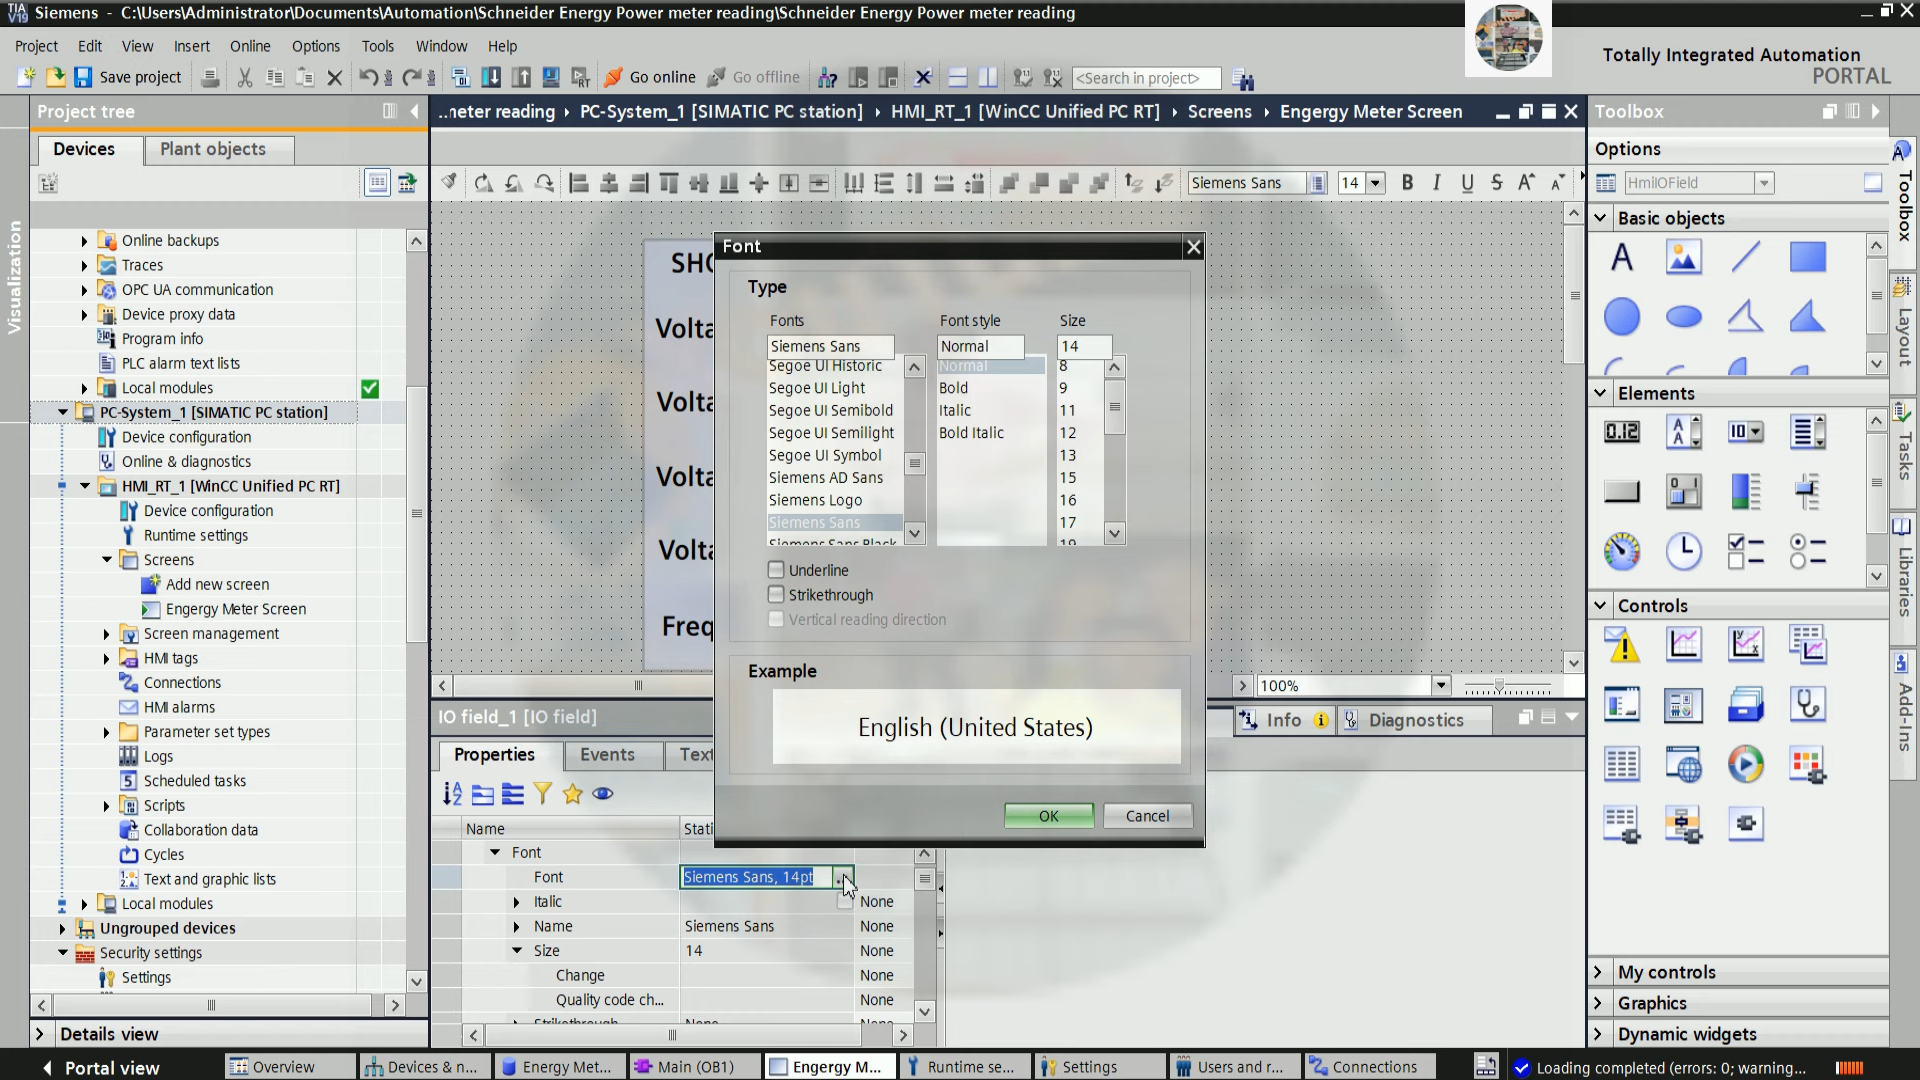 TIA V19
Siemens - C:\Users\Administrator\Documents\Automation\Schneider Energy Power meter reading\Schneider Energy Power meter reading
Project Edit View Insert Online Options Tools Window Help
Totally Integrated Automation
PORTAL
Save project
Go online
Go offline
<Search in project>
Project tree
..meter reading › PC-System_1 [SIMATIC PC station] › HMI_RT_1 [WinCC Unified PC RT] › Screens › Engergy Meter Screen
Toolbox
Devices
Plant objects
Options
Siemens Sans
14
HmiIOField
Visualization
Online backups
Traces
OPC UA communication
Device proxy data
Program info
PLC alarm text lists
Local modules
PC-System_1 [SIMATIC PC station]
Device configuration
Online & diagnostics
HMI_RT_1 [WinCC Unified PC RT]
Device configuration
Runtime settings
Screens
Add new screen
Engergy Meter Screen
Screen management
HMI tags
Connections
HMI alarms
Parameter set types
Logs
Scheduled tasks
Scripts
Collaboration data
Cycles
Text and graphic lists
Local modules
Ungrouped devices
Security settings
Settings
Details view
SHO
Volta
Volta
Volta
Volta
Freq
Font
Type
Fonts
Font style
Size
Siemens Sans
Normal
14
Segoe UI Historic
Segoe UI Light
Segoe UI Semibold
Segoe UI Semilight
Segoe UI Symbol
Siemens AD Sans
Siemens Logo
Siemens Sans
Siemens Sans Black
Normal
Bold
Italic
Bold Italic
8
9
11
12
13
15
16
17
19
Underline
Strikethrough
Vertical reading direction
Example
English (United States)
OK
Cancel
100%
IO field_1 [IO field]
Info
Diagnostics
Properties
Events
Text
Name
Stati
Font
Font
Siemens Sans, 14pt
Italic
None
Name
Siemens Sans
None
Size
14
None
Change
None
Quality code ch...
None
Strikethrough
None
None
Basic objects
Elements
Controls
My controls
Graphics
Dynamic widgets
Toolbox
Layout
Tasks
Libraries
Add-Ins
Portal view
Overview
Devices & n...
Energy Met...
Main (OB1)
Engergy M...
Runtime se...
Settings
Users and r...
Connections
Loading completed (errors: 0; warning...